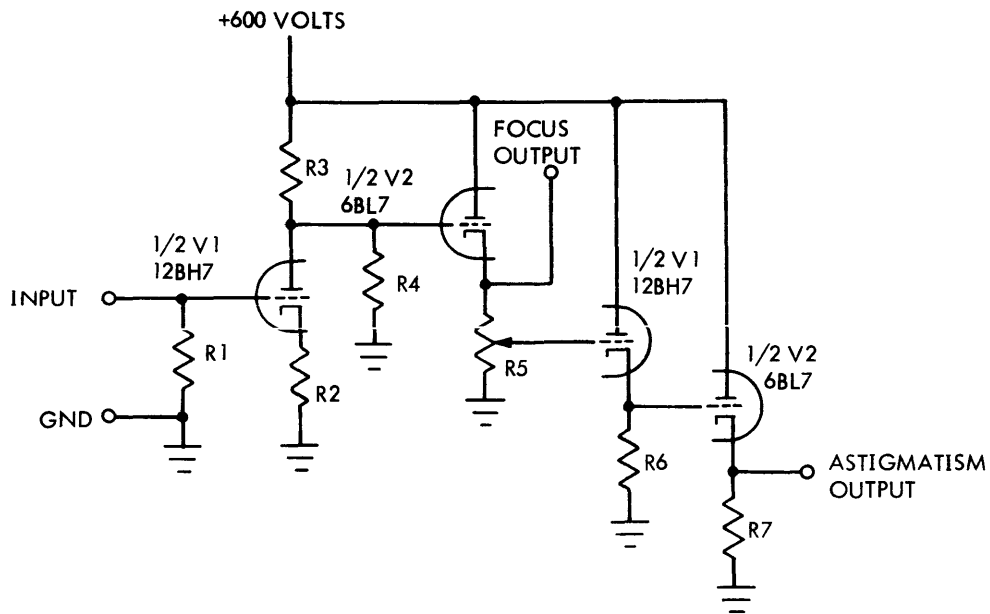 +600 VOLTS
FOCUS
OUTPUT
R3
1/2 V2
6BL7
1/2 V1
12BH7
R4
1/2 V1
12BH7
INPUT
R1
R5
1/2 V2
6BL7
R2
GND
R6
ASTIGMATISM
OUTPUT
R7